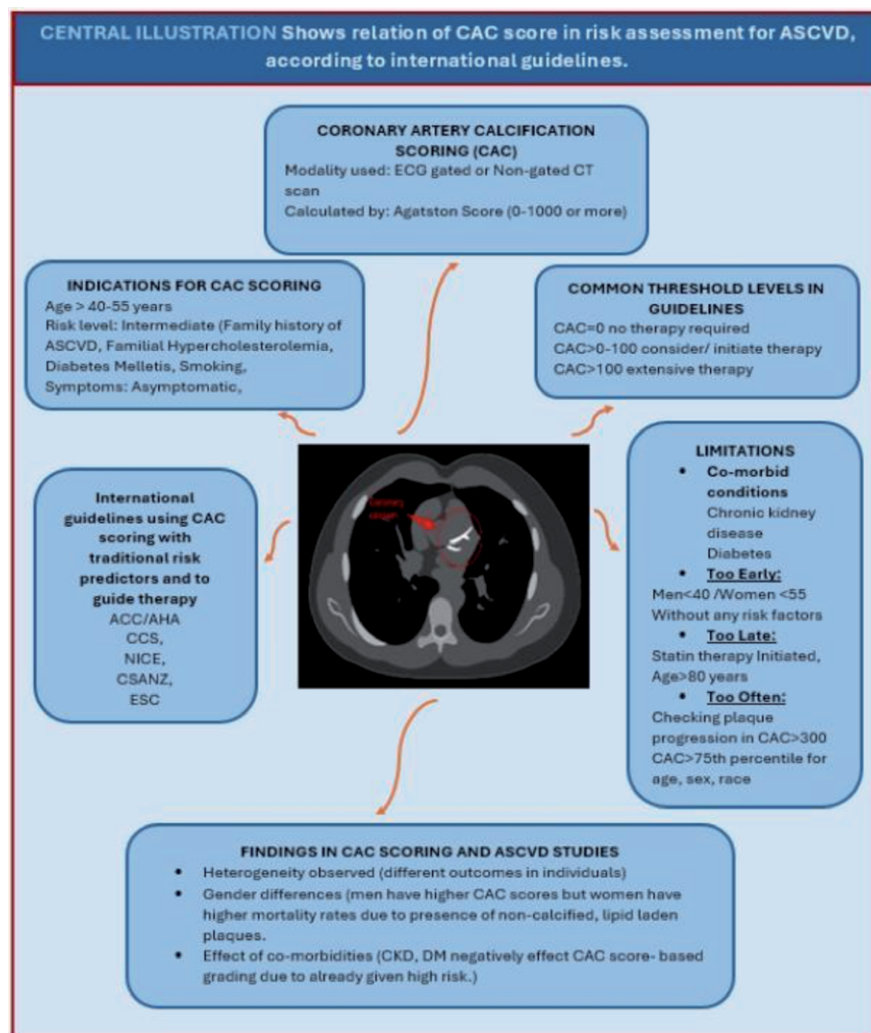 CENTRAL ILLUSTRATION Shows relation of CAC score in risk assessment for ASCVD,
according to international guidelines.
CORONARY ARTERY CALCIFICATION
SCORING (CAC)
Modality used: ECG gated or Non-gated CT
scan
Calculated by: Agatston Score (0-1000 or more)
INDICATIONS FOR CAC SCORING
Age > 40-55 years
Risk level: Intermediate (Family history of
ASCVD, Familial Hypercholesterolemia,
Diabetes Melletis, Smoking,
Symptoms: Asymptomatic,
COMMON THRESHOLD LEVELS IN
GUIDELINES
CAC=0 no therapy required
CAC>0-100 consider/ initiate therapy
CAC>100 extensive therapy
International
guidelines using CAC
scoring with
traditional risk
predictors and to
guide therapy
ACC/AHA
CCS,
NICE,
CSANZ,
ESC
LIMITATIONS
• Co-morbid
conditions
Chronic kidney
disease
Diabetes
• Too Early:
Men<40 /Women <55
Without any risk factors
• Too Late:
Statin therapy Initiated,
Age>80 years
• Too Often:
Checking plaque
progression in CAC>300
CAC>75th percentile for
age, sex, race
FINDINGS IN CAC SCORING AND ASCVD STUDIES
• Heterogeneity observed (different outcomes in individuals)
• Gender differences (men have higher CAC scores but women have
higher mortality rates due to presence of non-calcified, lipid laden
plaques.
• Effect of co-morbidities (CKD, DM negatively effect CAC score- based
grading due to already given high risk.)